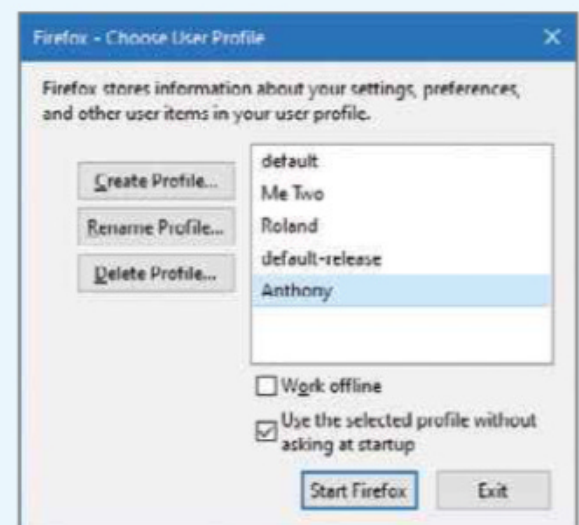 Firefox - Choose User Profile
Firefox stores information about your settings, preferences,
and other user items in your user profile.
Create Profile...
Rename Profile...
Delete Profile...
default
Me Two
Roland
default-release
Anthony
Work offline
Use the selected profile without
asking at startup
Start Firefox
Exit